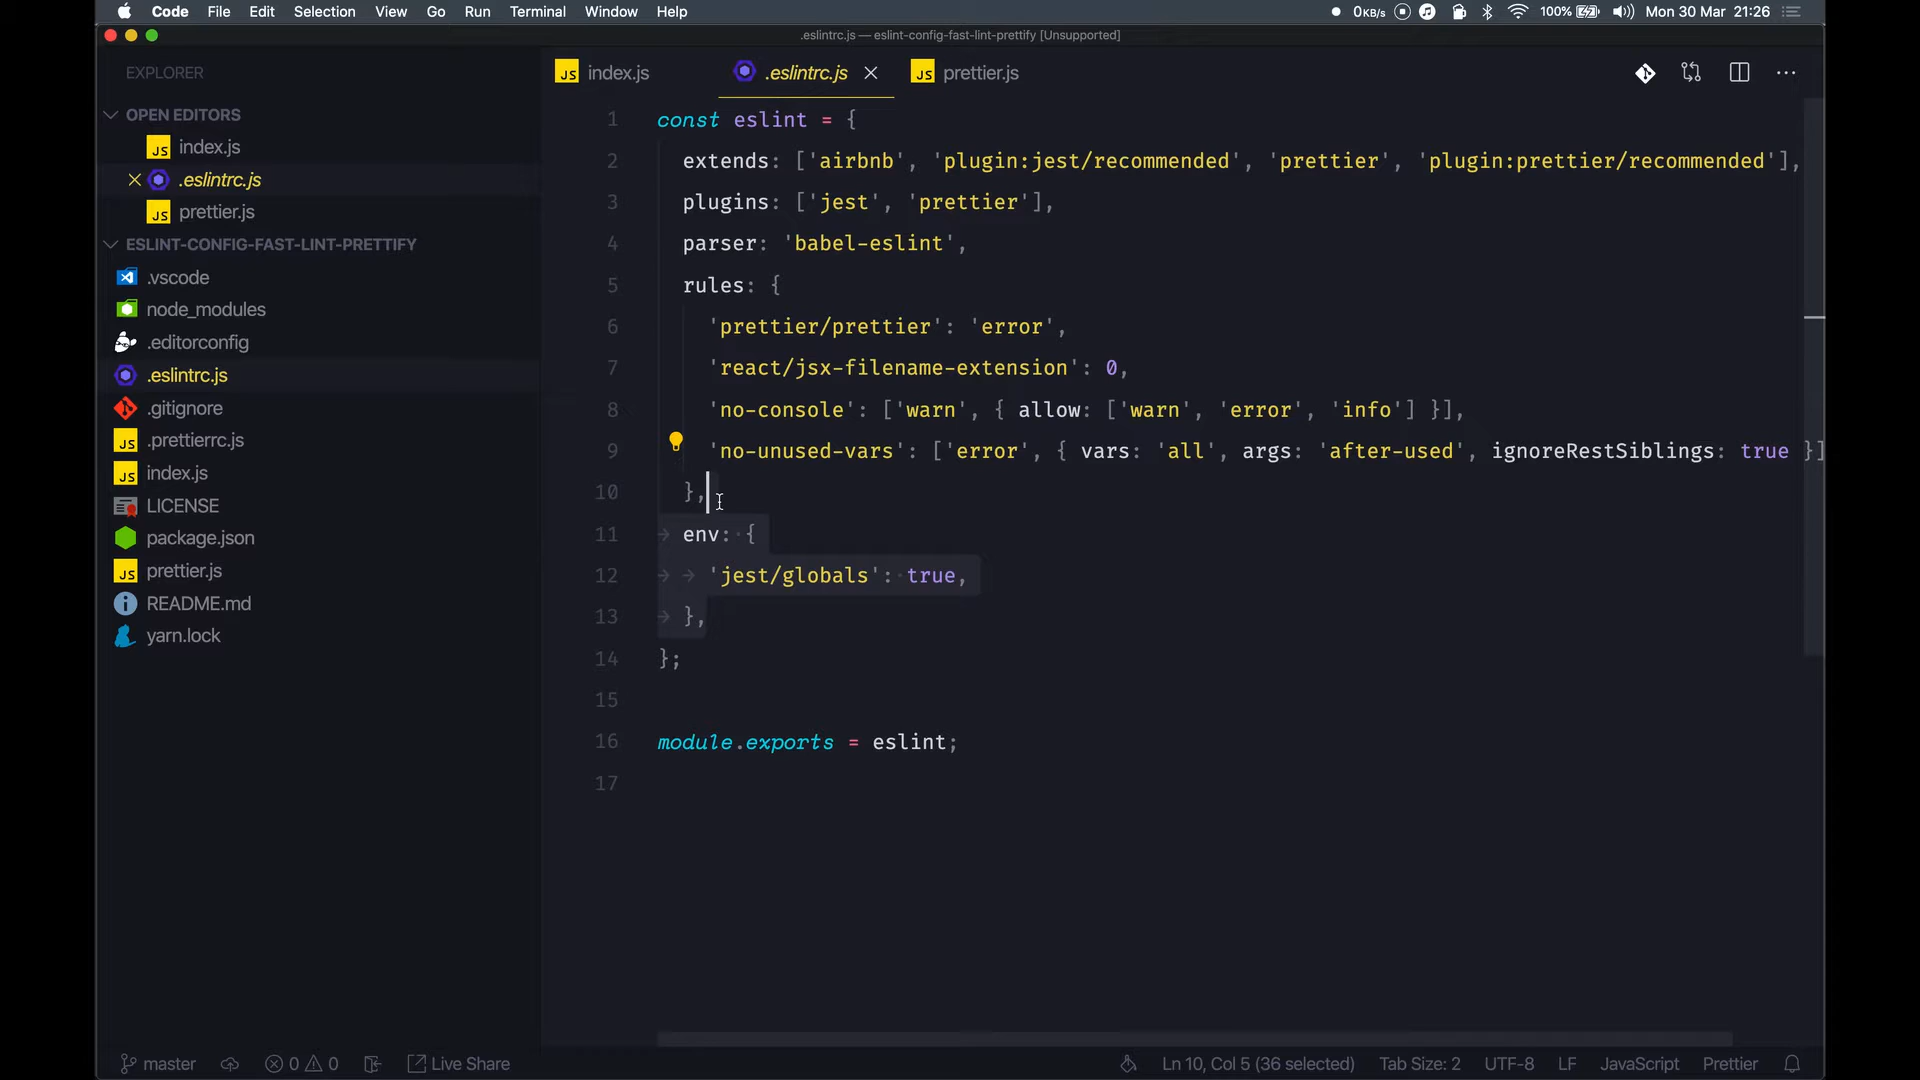 Code File Edit Selection View Go Run Terminal Window Help 0KB/s 100% Mon 30 Mar 21:26
.eslintrc.js — eslint-config-fast-lint-prettify [Unsupported]
EXPLORER
OPEN EDITORS
JS index.js
.eslintrc.js
JS prettier.js
ESLINT-CONFIG-FAST-LINT-PRETTIFY
.vscode
node_modules
.editorconfig
.eslintrc.js
.gitignore
JS .prettierrc.js
JS index.js
LICENSE
package.json
JS prettier.js
README.md
yarn.lock
JS index.js .eslintrc.js JS prettier.js
1 const eslint = {
2 extends: ['airbnb', 'plugin:jest/recommended', 'prettier', 'plugin:prettier/recommended'],
3 plugins: ['jest', 'prettier'],
4 parser: 'babel-eslint',
5 rules: {
6 'prettier/prettier': 'error',
7 'react/jsx-filename-extension': 0,
8 'no-console': ['warn', { allow: ['warn', 'error', 'info'] }],
9 'no-unused-vars': ['error', { vars: 'all', args: 'after-used', ignoreRestSiblings: true }]
10 },
11 env: {
12 'jest/globals': true,
13 },
14 };
15
16 module.exports = eslint;
17
master 0 0 Live Share Ln 10, Col 5 (36 selected) Tab Size: 2 UTF-8 LF JavaScript Prettier